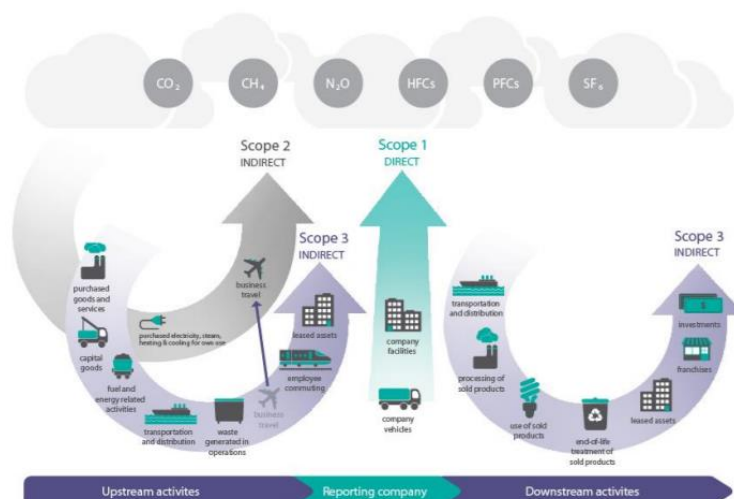 CO2
CH4
N2O
HFCs
PFCs
SF6
Scope 2
INDIRECT
Scope 1
DIRECT
Scope 3
INDIRECT
Scope 3
INDIRECT
purchased
goods and
services
capital
goods
fuel and
energy related
activities
transportation
and distribution
waste
generated in
operations
business
travel
purchased electricity, steam,
heating & cooling for own use
business
travel
employee
commuting
leased assets
company
facilities
company
vehicles
transportation
and distribution
processing of
sold products
use of sold
products
end-of-life
treatment of
sold products
leased assets
franchises
investments
Upstream activites
Reporting company
Downstream activites